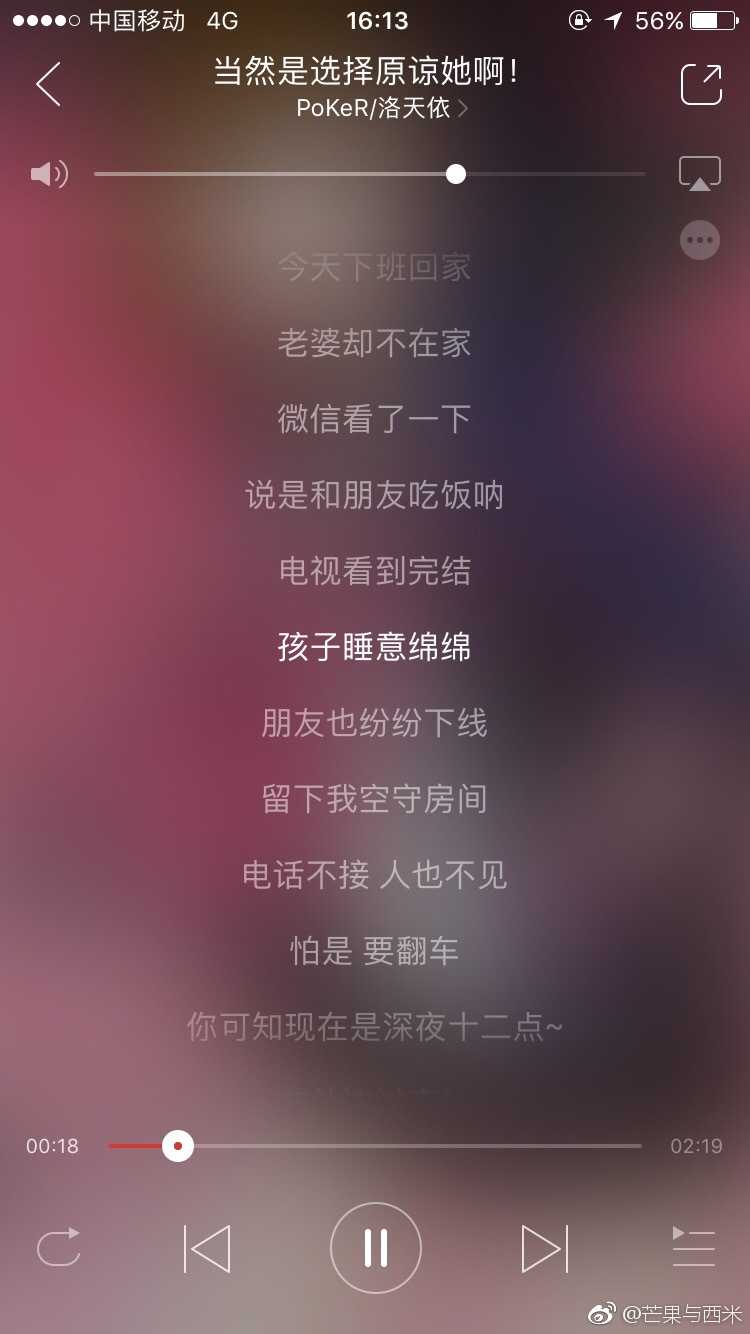 中国移动 4G 16:13 56%
当然是选择原谅她啊！
PoKeR/洛天依
今天下班回家
老婆却不在家
微信看了一下
说是和朋友吃饭呐
电视看到完结
孩子睡意绵绵
朋友也纷纷下线
留下我空守房间
电话不接 人也不见
怕是 要翻车
你可知现在是深夜十二点~
00:18 02:19
@芒果与西米